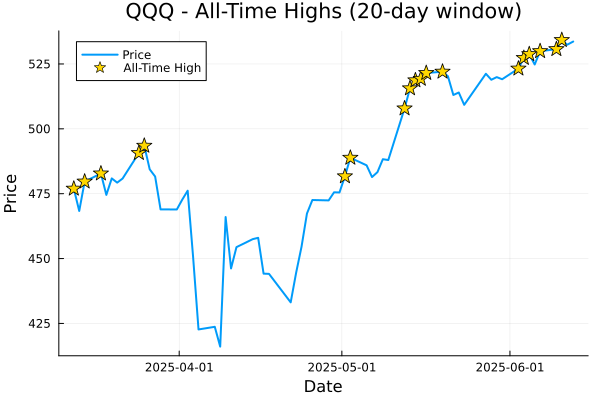 QQQ - All-Time Highs (20-day window)
Price
All-Time High
Price
525
500
475
450
425
2025-04-01
2025-05-01
2025-06-01
Date